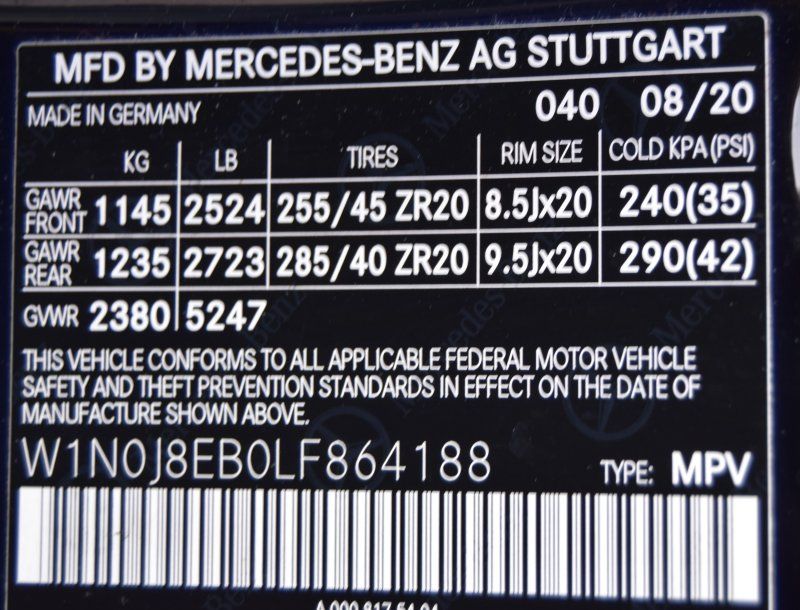 MFD BY MERCEDES-BENZ AG STUTTGART
MADE IN GERMANY 040 08/20
KG LB TIRES RIM SIZE COLD KPA (PSI)
GAWR FRONT 1145 2524 255/45 ZR20 8.5Jx20 240(35)
GAWR REAR 1235 2723 285/40 ZR20 9.5Jx20 290(42)
GVWR 2380 5247
THIS VEHICLE CONFORMS TO ALL APPLICABLE FEDERAL MOTOR VEHICLE
SAFETY AND THEFT PREVENTION STANDARDS IN EFFECT ON THE DATE OF
MANUFACTURE SHOWN ABOVE.
W1N0J8EB0LF864188 TYPE: MPV